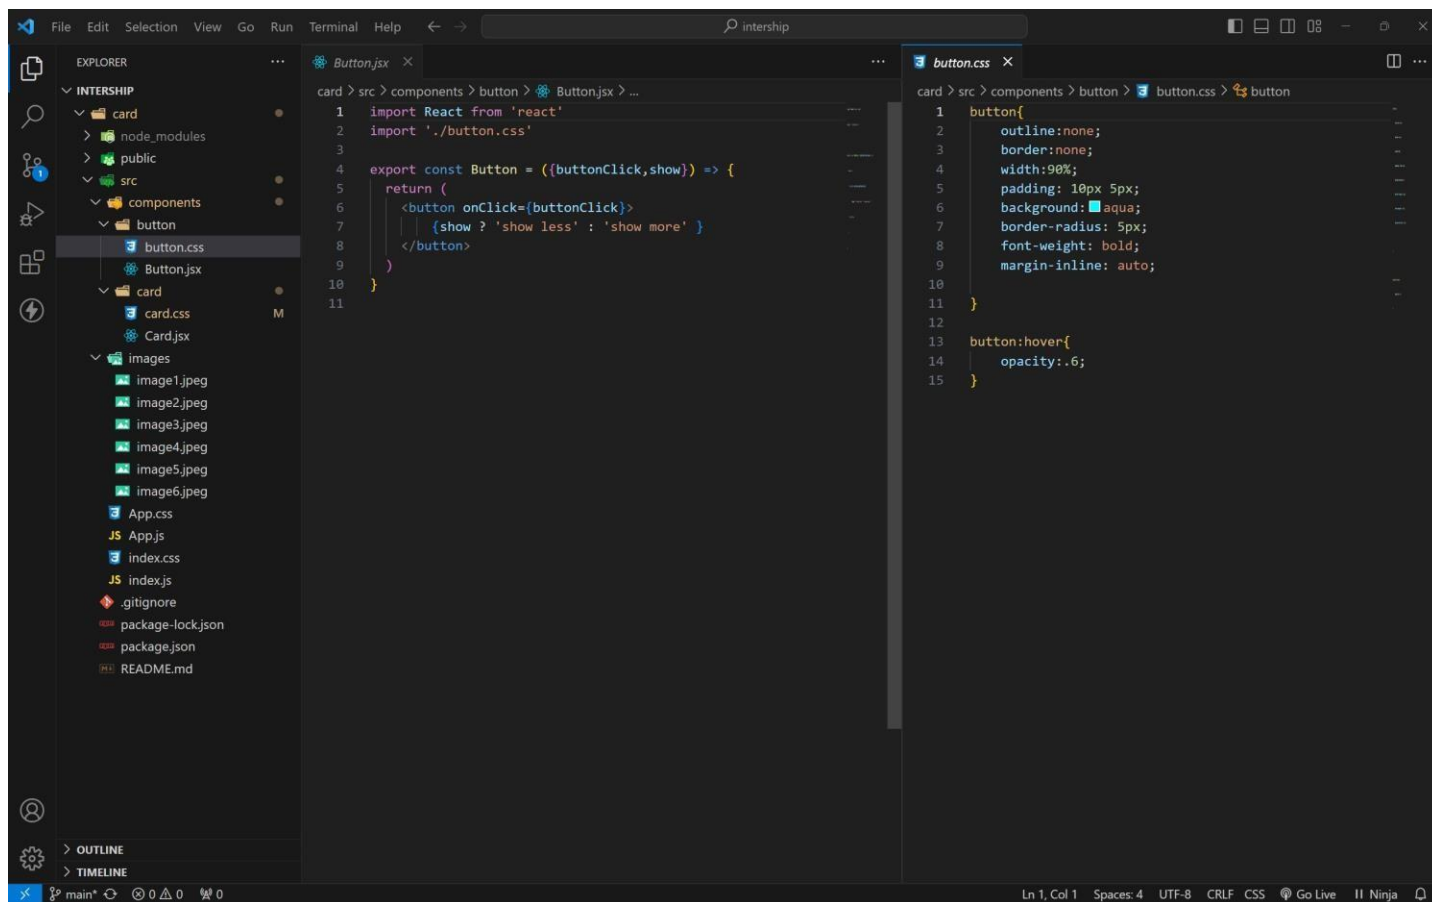 File Edit Selection View Go Run Terminal Help
intership
EXPLORER
INTERSHIP
card
node_modules
public
src
components
button
button.css
Button.jsx
card
card.css M
Card.jsx
images
image1.jpeg
image2.jpeg
image3.jpeg
image4.jpeg
image5.jpeg
image6.jpeg
App.css
JS App.js
index.css
JS index.js
.gitignore
package-lock.json
package.json
README.md
OUTLINE
TIMELINE
1
Button.jsx
card > src > components > button > Button.jsx > ...
1 import React from 'react'
2 import './button.css'
3
4 export const Button = ({buttonClick,show}) => {
5 return (
6 <button onClick={buttonClick}>
7 {show ? 'show less' : 'show more' }
8 </button>
9 )
10 }
11
button.css
card > src > components > button > button.css > button
1 button{
2 outline:none;
3 border:none;
4 width:90%;
5 padding: 10px 5px;
6 background: aqua;
7 border-radius: 5px;
8 font-weight: bold;
9 margin-inline: auto;
10
11 }
12
13 button:hover{
14 opacity:.6;
15 }
main* 0 0 0
Ln 1, Col 1 Spaces: 4 UTF-8 CRLF CSS Go Live Ninja